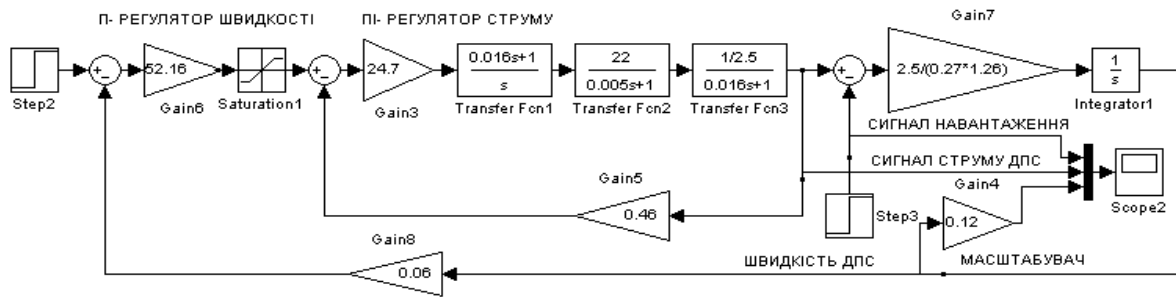 П- РЕГУЛЯТОР ШВИДКОСТІ
ПІ- РЕГУЛЯТОР СТРУМУ
Gain7
Step2
+
-
52.16
Gain6
Saturation1
+
-
24.7
Gain3
0.016s+1
s
Transfer Fcn1
22
0.005s+1
Transfer Fcn2
1/2.5
0.016s+1
Transfer Fcn3
+
-
2.5/(0.27*1.26)
1
s
Integrator1
СИГНАЛ НАВАНТАЖЕННЯ
СИГНАЛ СТРУМУ ДПС
Gain5
0.46
Step3
Gain4
0.12
Scope2
Gain8
0.06
ШВИДКІСТЬ ДПС
МАСШТАБУВАЧ